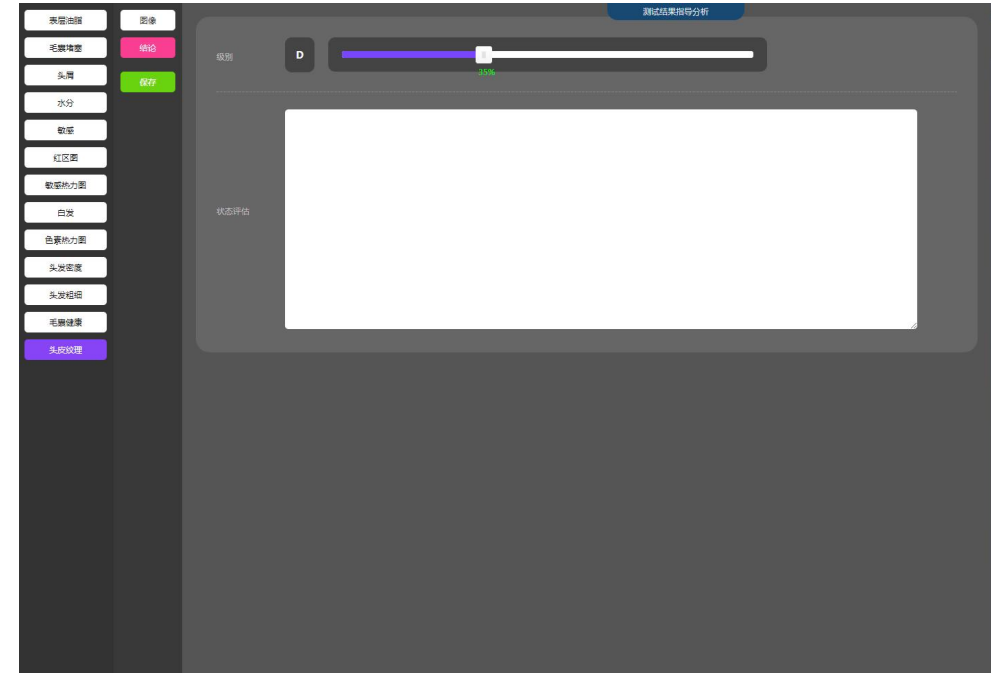 测试结果指导分析
表层油脂
毛囊堵塞
头屑
水分
敏感
红区图
敏感热力图
白发
色素热力图
头发密度
头发粗细
毛囊健康
头皮纹理
图像
结论
保存
级别
D
35%
状态评估